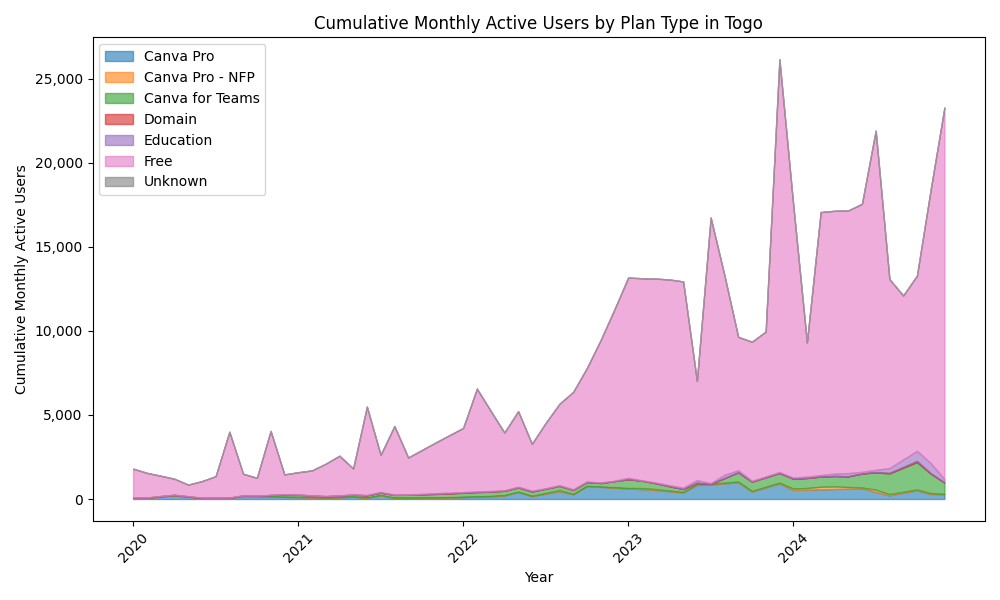 Cumulative Monthly Active Users by Plan Type in Togo
Canva Pro
Canva Pro - NFP
Canva for Teams
Domain
Education
Free
Unknown
25,000
20,000
15,000
10,000
5,000
0
Cumulative Monthly Active Users
2020
2021
2022
2023
2024
Year